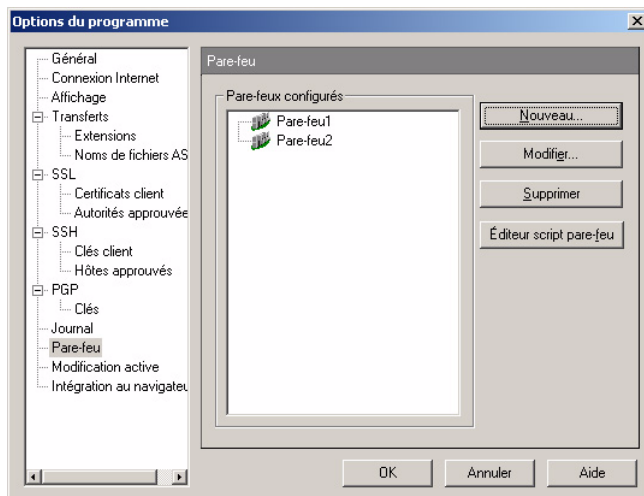 Options du programme
Général
Connexion Internet
Affichage
Transferts
Extensions
Noms de fichiers AS
SSL
Certificats client
Autorités approuvée
SSH
Clés client
Hôtes approuvés
PGP
Clés
Journal
Pare-feu
Modification active
Intégration au navigateu
Pare-feu
Pare-feux configurés
Pare-feu1
Pare-feu2
Nouveau...
Modifier...
Supprimer
Éditeur script pare-feu
OK
Annuler
Aide